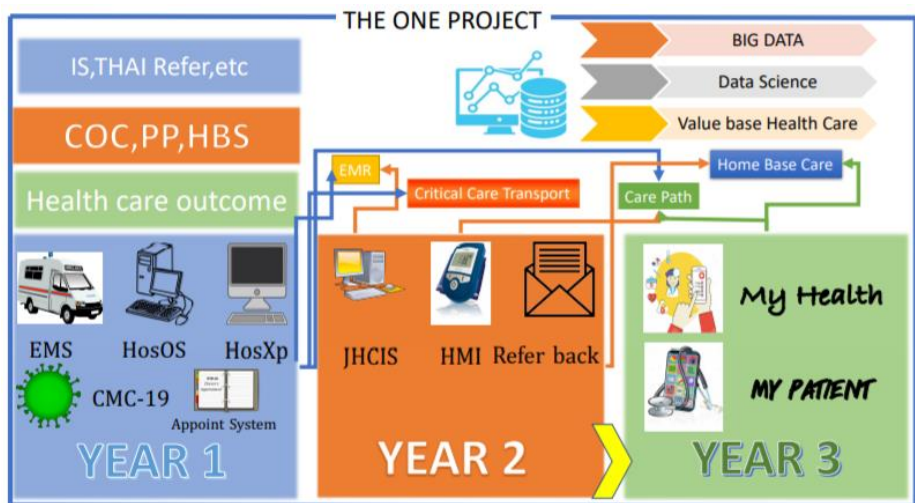 THE ONE PROJECT
IS,THAI Refer,etc
COC,PP,HBS
Health care outcome
BIG DATA
Data Science
Value base Health Care
EMR
Critical Care Transport
Care Path
Home Base Care
EMS
HosOS
HosXp
CMC-19
Appoint System
YEAR 1
JHCIS
HMI
Refer back
YEAR 2
My Health
MY PATIENT
YEAR 3